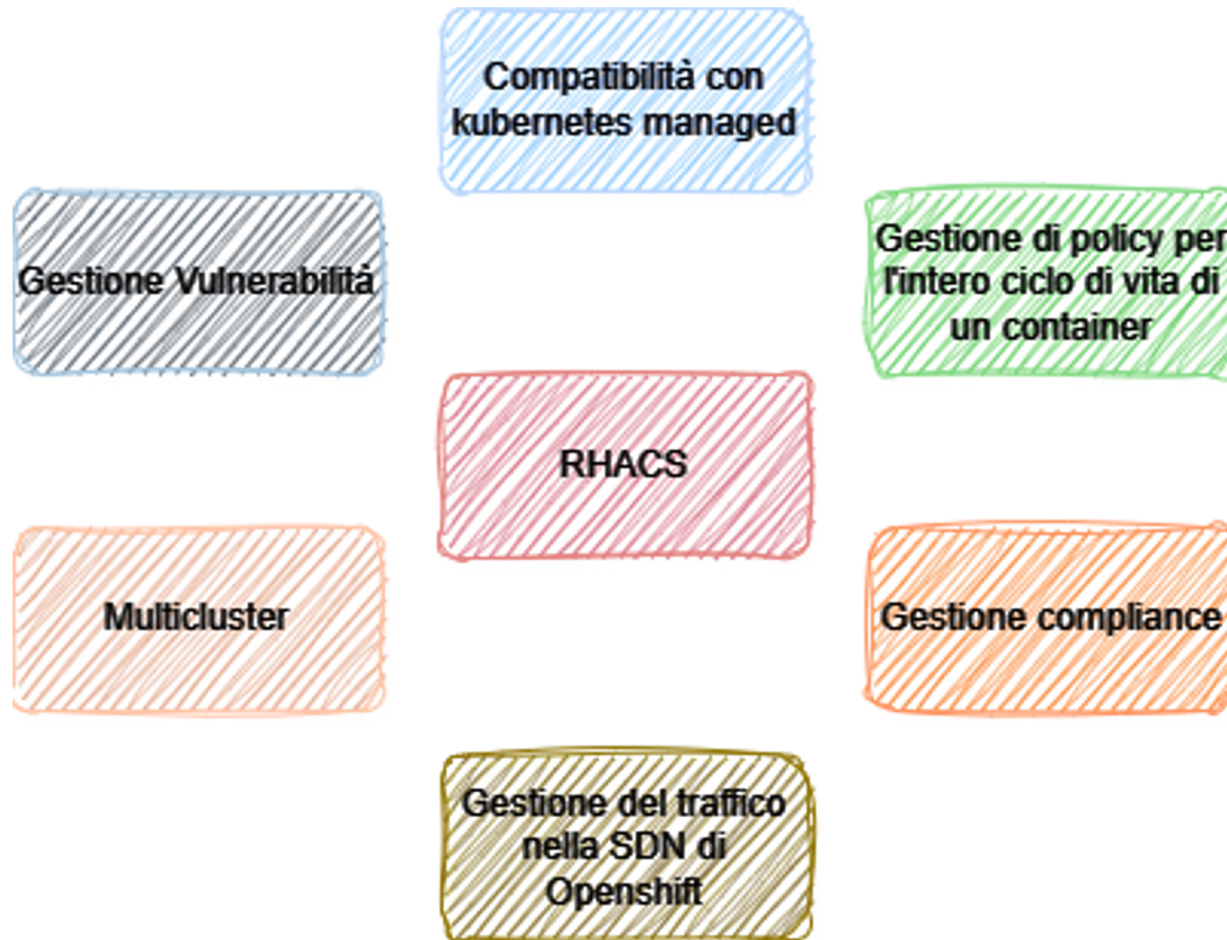 Compatibilità con
kubernetes managed
Gestione Vulnerabilità
Gestione di policy per
l'intero ciclo di vita di
un container
RHACS
Multicluster
Gestione compliance
Gestione del traffico
nella SDN di
Openshift